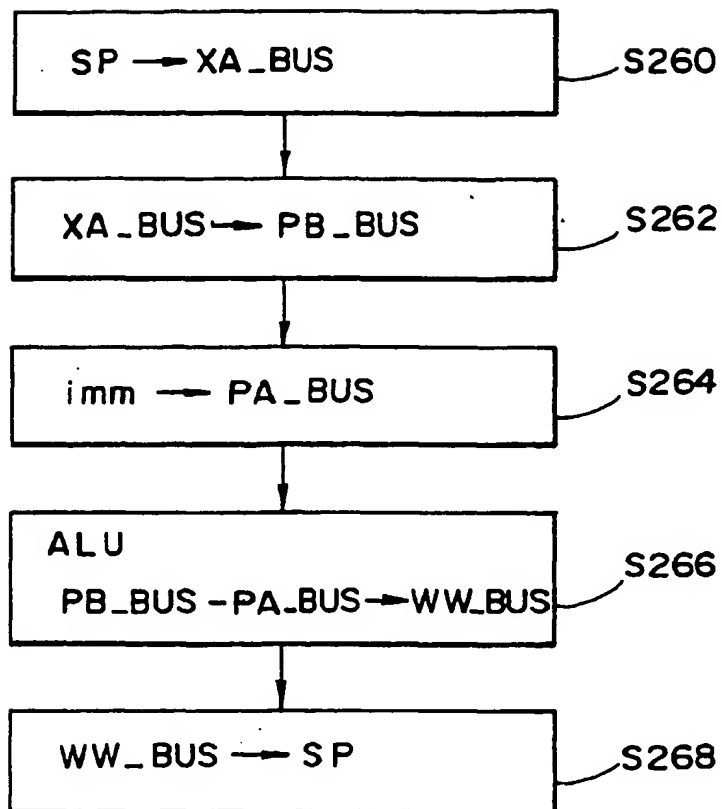 SP → XA_BUS
S260
XA_BUS → PB_BUS
S262
imm → PA_BUS
S264
ALU
PB_BUS - PA_BUS → WW_BUS
S266
WW_BUS → SP
S268